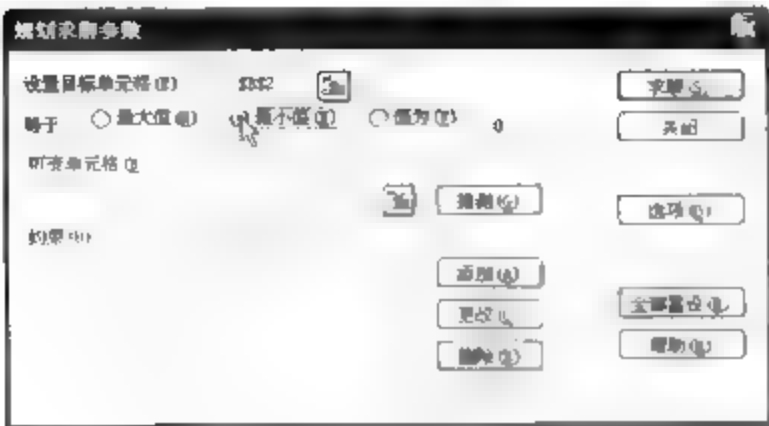 规划求解参数
设置目标单元格(E) $B$2 求解(S)
等于 最大值(M) 最小值(N) 值为(V) 0 关闭
可变单元格(B)
推测(G) 选项(O)
约束(U)
添加(A)
更改(C) 全部重设(R)
删除(D) 帮助(H)